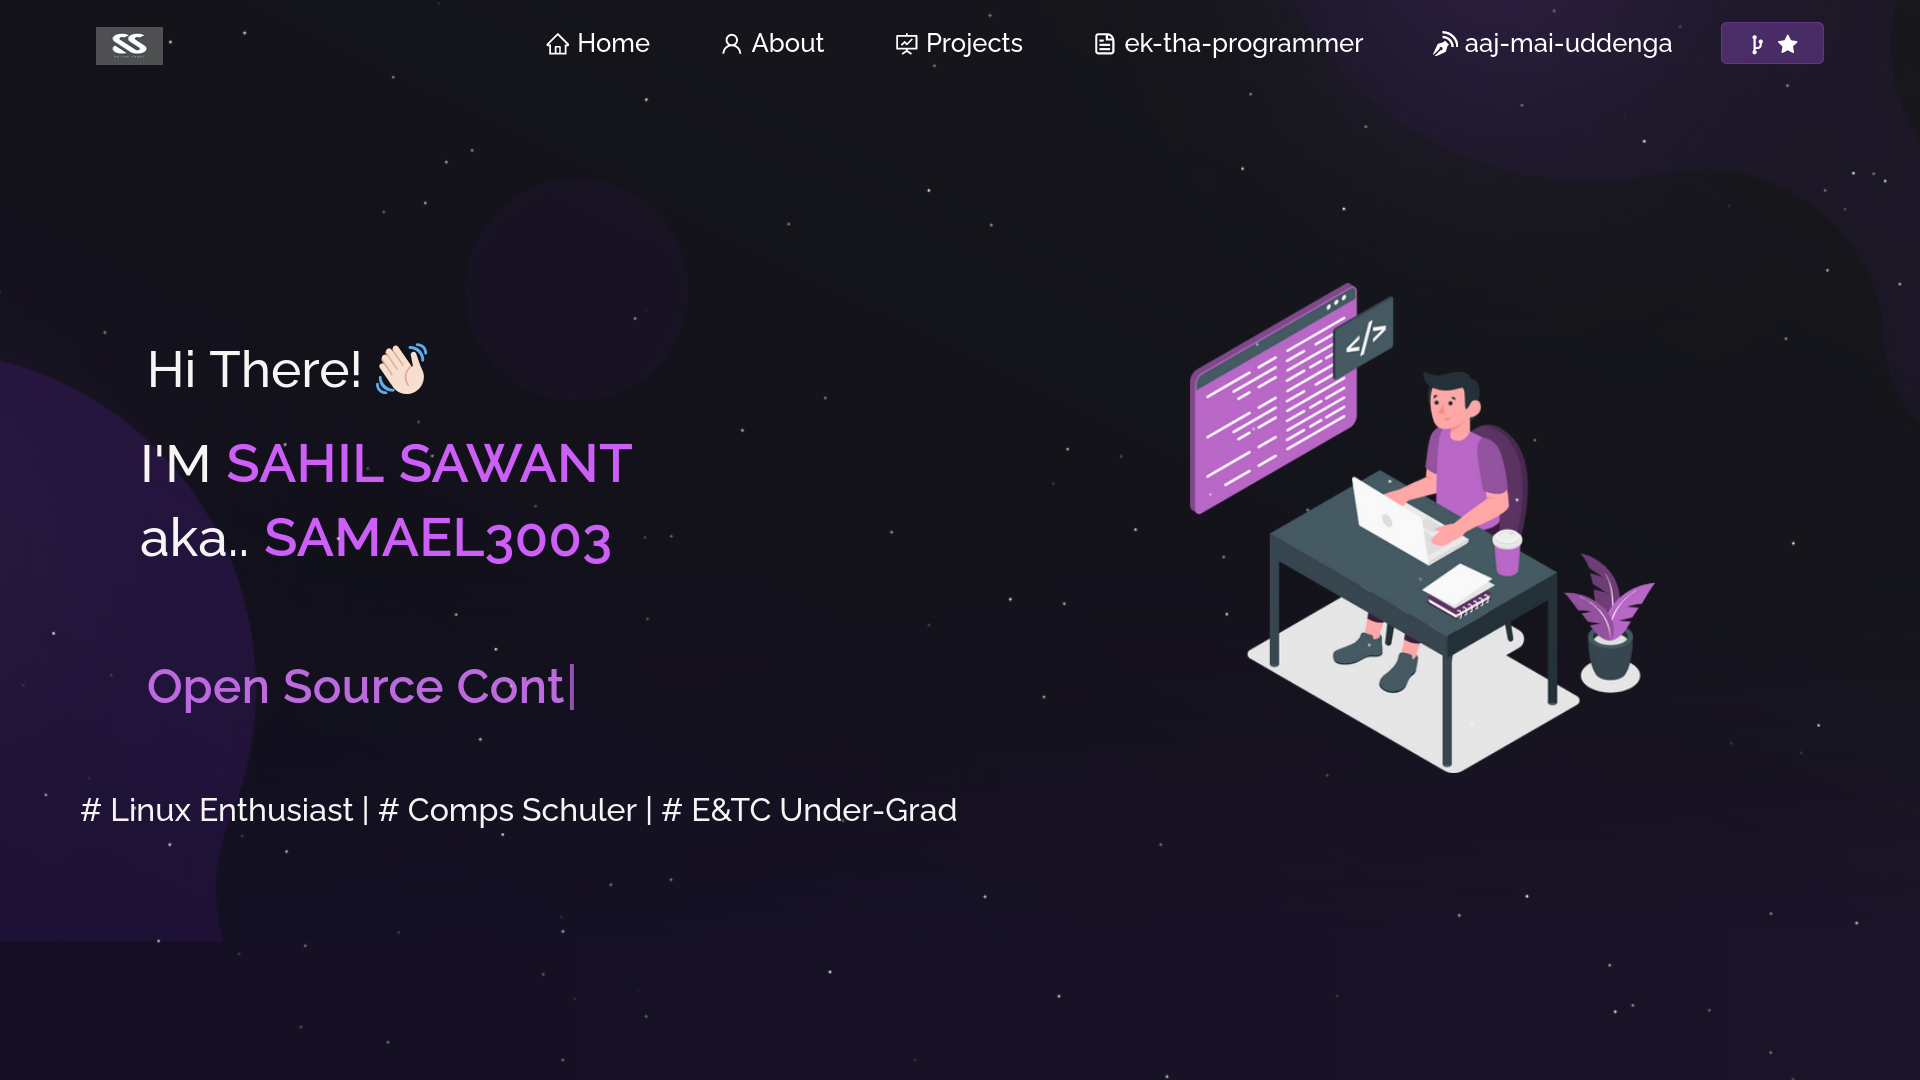 SS
Home
About
Projects
ek-tha-programmer
aaj-mai-uddenga
Hi There! 👋🏻
I'M SAHIL SAWANT
aka.. SAMAEL3003
</>
Open Source Cont|
# Linux Enthusiast | # Comps Schuler | # E&TC Under-Grad